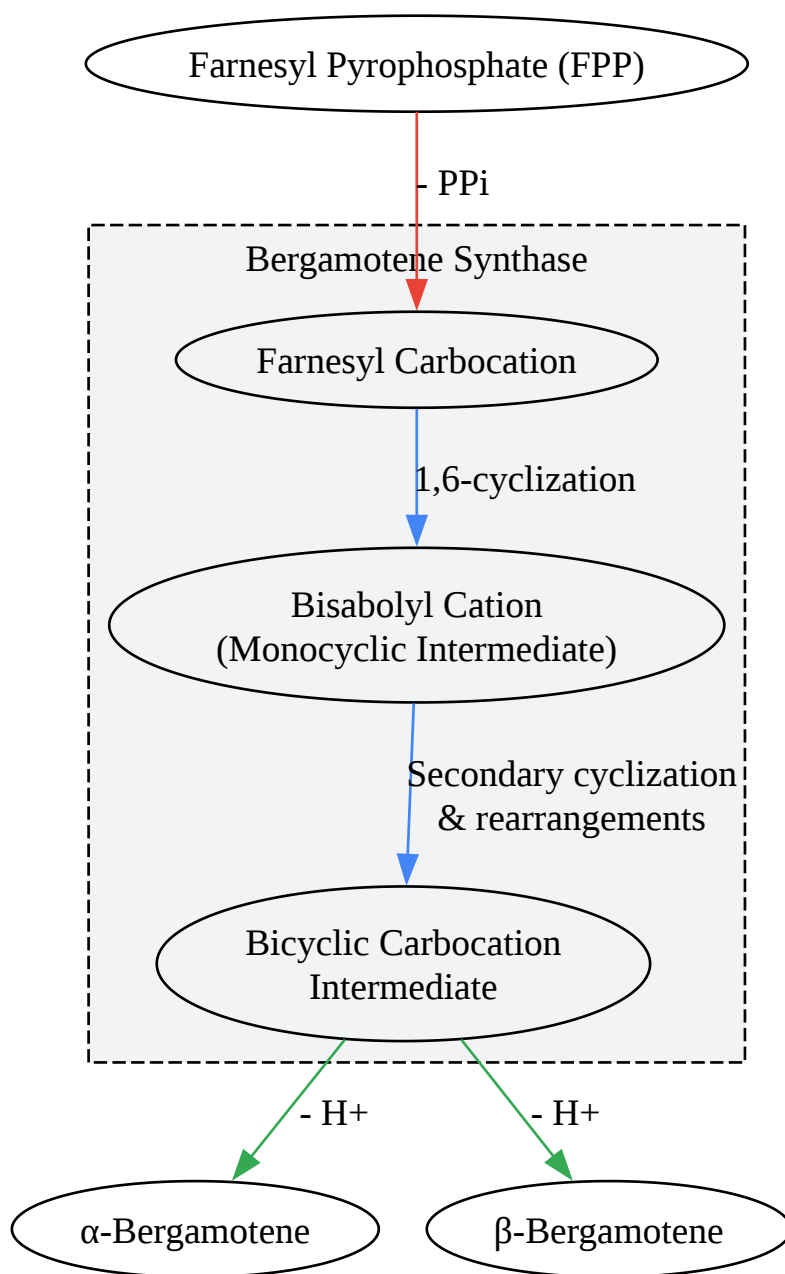 Farnesyl Pyrophosphate (FPP)
- PPi
Bergamotene Synthase
Farnesyl Carbocation
1,6-cyclization
Bisabolyl Cation
(Monocyclic Intermediate)
Secondary cyclization
& rearrangements
Bicyclic Carbocation
Intermediate
- H+
- H+
α-Bergamotene
β-Bergamotene